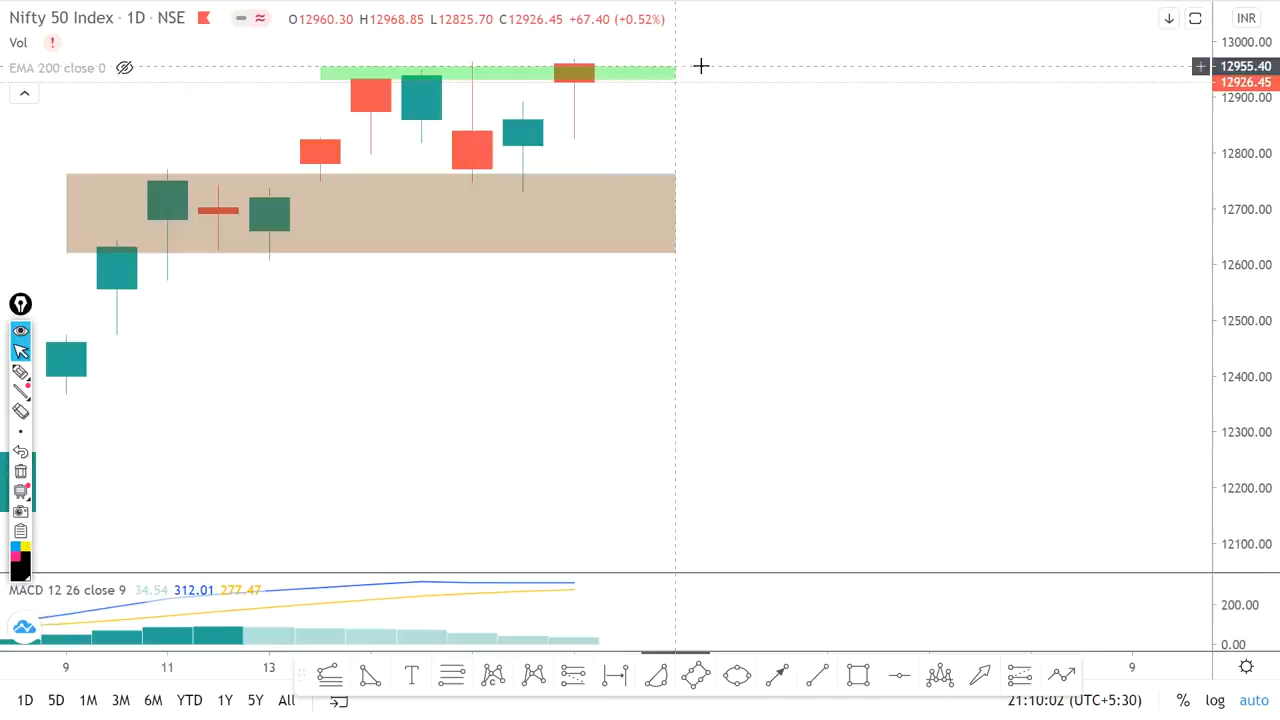 Nifty 50 Index · 1D · NSE O12960.30 H12968.85 L12825.70 C12926.45 +67.40 (+0.52%) INR
Vol !
EMA 200 close 0
13000.00
12955.40
12926.45
12900.00
12800.00
12700.00
12600.00
12500.00
12400.00
12300.00
12200.00
12100.00
MACD 12 26 close 9 34.54 312.01 277.47
200.00
0.00
9 11 13 9
T
1D 5D 1M 3M 6M YTD 1Y 5Y All 21:10:02 (UTC+5:30) % log auto